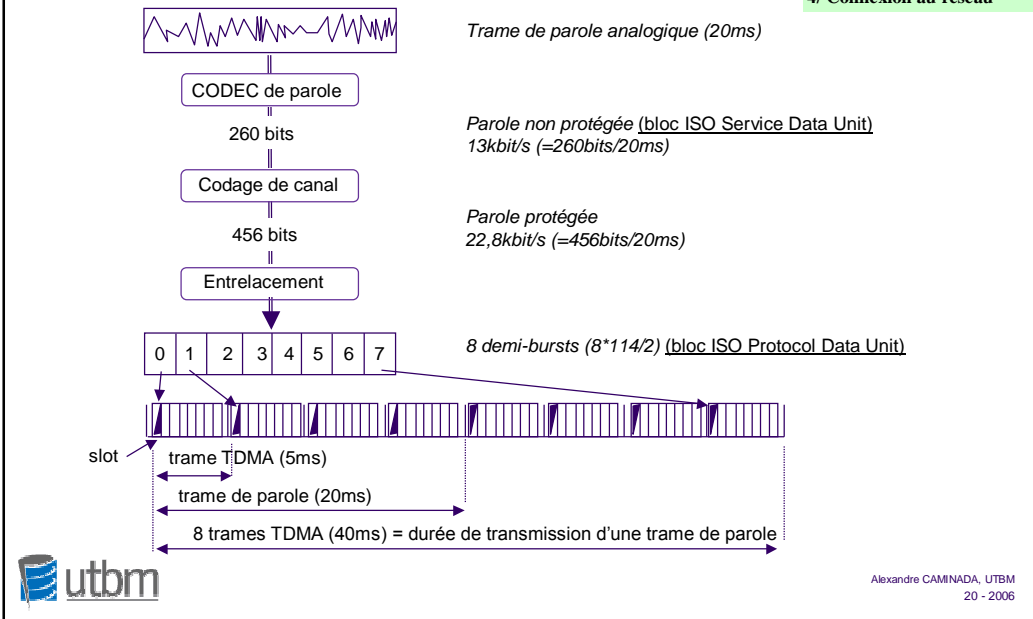 4/ Connexion au réseau
Trame de parole analogique (20ms)
CODEC de parole
260 bits
Parole non protégée (bloc ISO Service Data Unit)
13kbit/s (=260bits/20ms)
Codage de canal
456 bits
Parole protégée
22,8kbit/s (=456bits/20ms)
Entrelacement
0 1 2 3 4 5 6 7
8 demi-bursts (8*114/2) (bloc ISO Protocol Data Unit)
slot
trame TDMA (5ms)
trame de parole (20ms)
8 trames TDMA (40ms) = durée de transmission d'une trame de parole
utbm
Alexandre CAMINADA, UTBM
20 - 2006